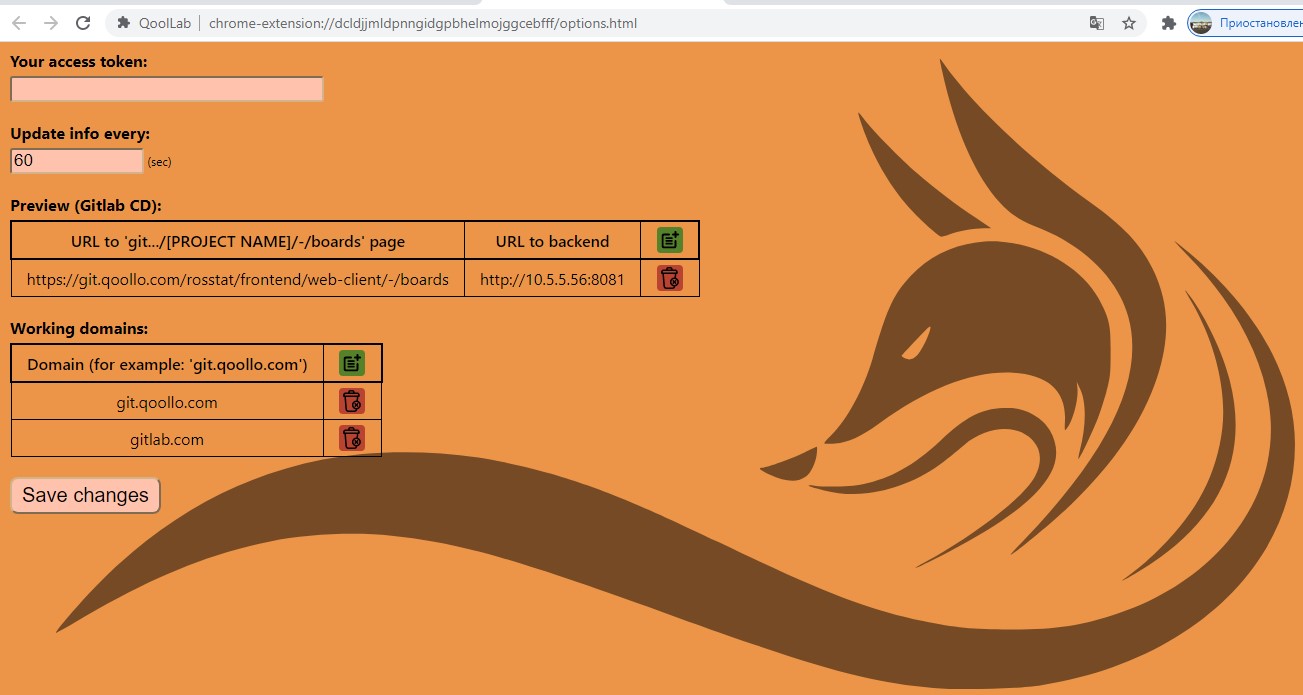 QoolLab | chrome-extension://dcldjjmldpnngidgpbhelmojggcebfff/options.html Приостановлен
Your access token:
Update info every:
60 (sec)
Preview (Gitlab CD):
URL to 'git.../[PROJECT NAME]/-/boards' page URL to backend
https://git.qoollo.com/rosstat/frontend/web-client/-/boards http://10.5.5.56:8081
Working domains:
Domain (for example: 'git.qoollo.com')
git.qoollo.com
gitlab.com
Save changes